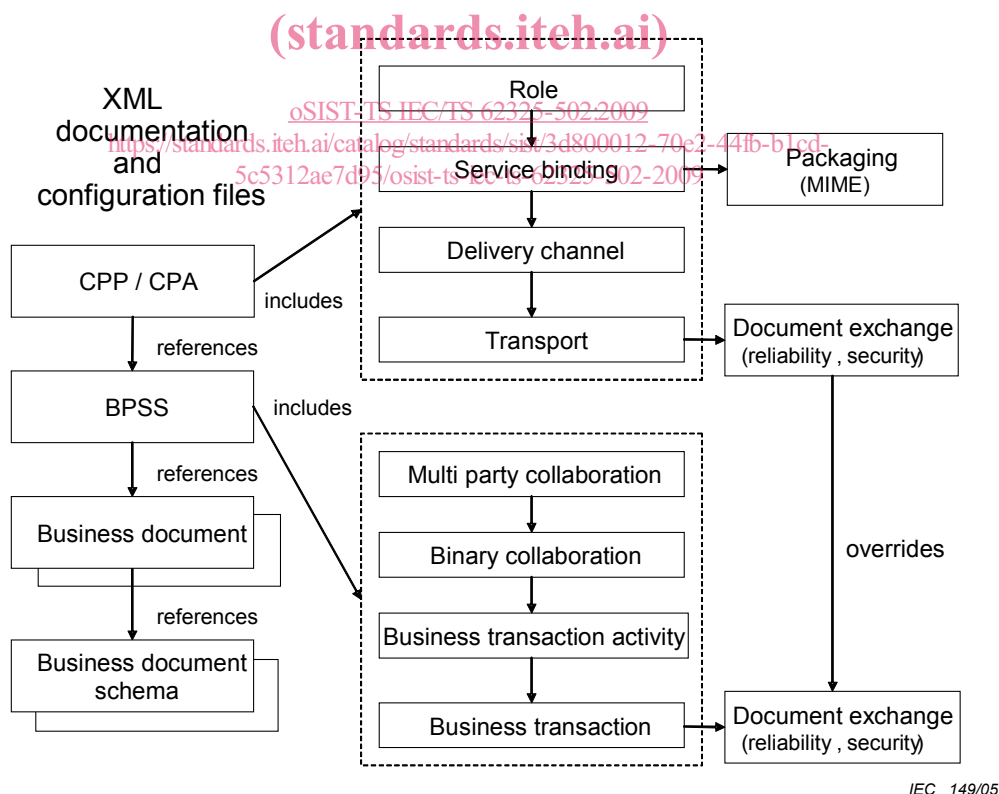 (standards.iteh.ai)
XML
documentation
and
configuration files
oSIST-TS IEC/TS 62325-502:2009
https://standards.iteh.ai/catalog/standards/sist/3d800012-70e2-44fb-b1cd-
5c5312ae7d95/osist-ts-iec-ts-62325-502-2009
Role
Service binding
Packaging
(MIME)
Delivery channel
CPP / CPA
includes
Transport
Document exchange
(reliability , security)
references
BPSS
includes
references
Multi party collaboration
Business document
Binary collaboration
overrides
references
Business transaction activity
Business document
schema
Business transaction
Document exchange
(reliability , security)
IEC 149/05